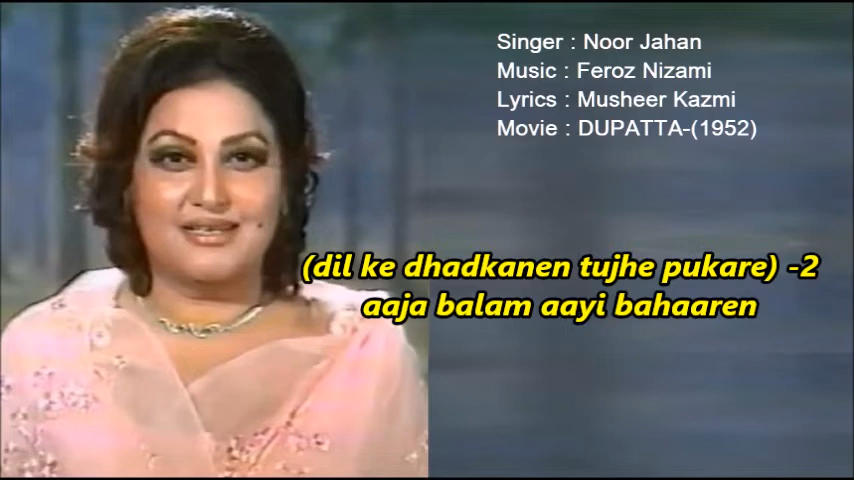 Singer : Noor Jahan
Music : Feroz Nizami
Lyrics : Musheer Kazmi
Movie : DUPATTA-(1952)
(dil ke dhadkanen tujhe pukare) -2
aaja balam aayi bahaaren